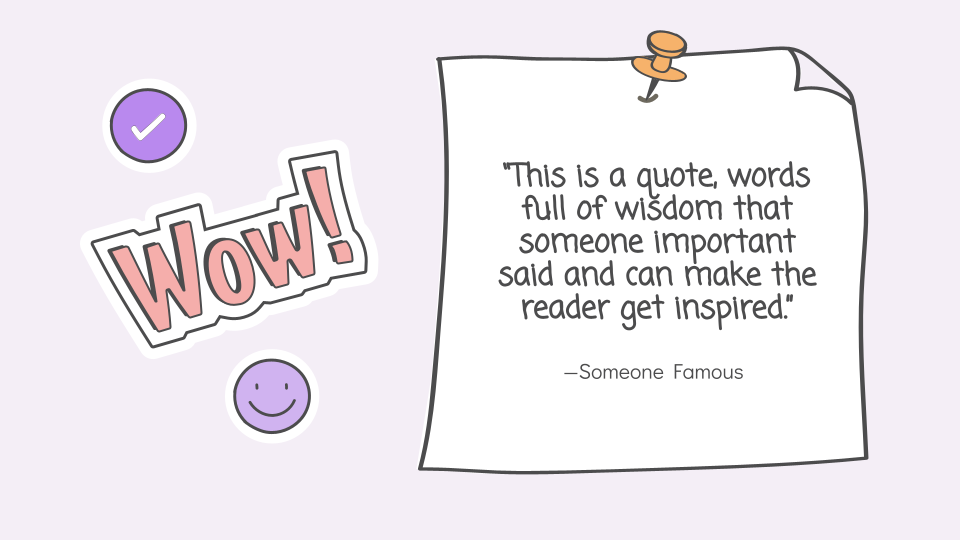 Wow!
"This is a quote, words
full of wisdom that
someone important
said and can make the
reader get inspired."
—Someone Famous